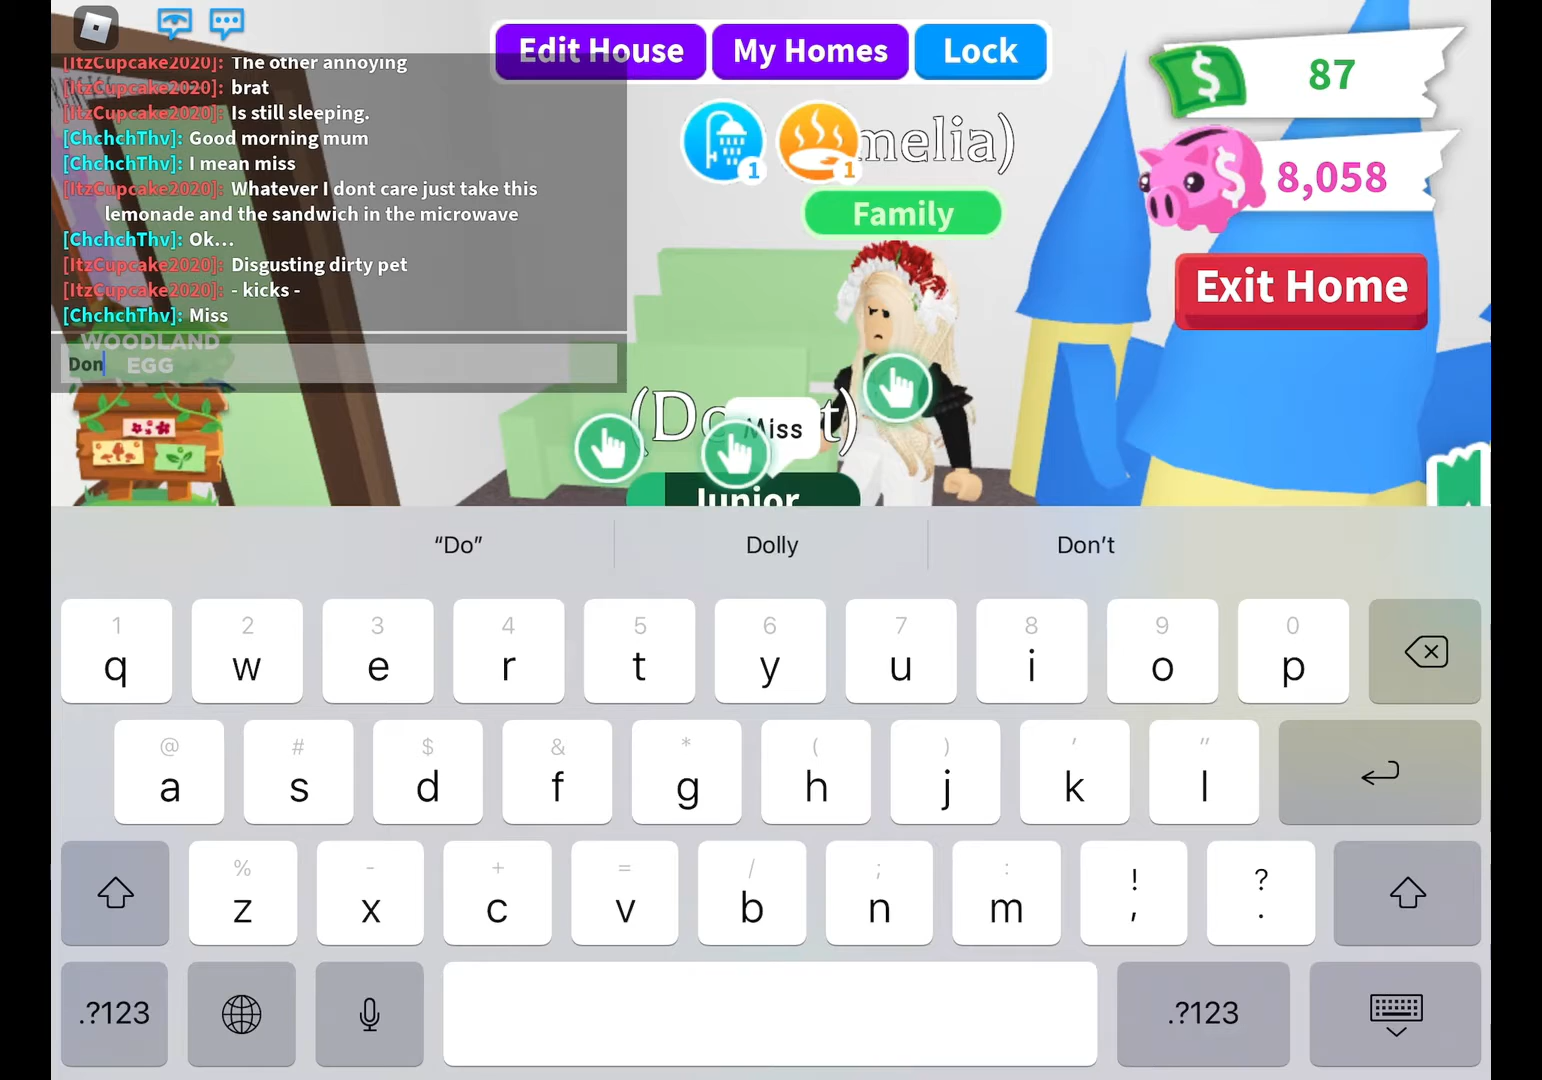 Edit House
My Homes
Lock
87
8,058
Exit Home
[ItzCupcake2020]: The other annoying
[ItzCupcake2020]: brat
[ItzCupcake2020]: Is still sleeping.
[ChchchThv]: Good morning mum
[ChchchThv]: I mean miss
[ItzCupcake2020]: Whatever I dont care just take this
lemonade and the sandwich in the microwave
[ChchchThv]: Ok...
[ItzCupcake2020]: Disgusting dirty pet
[ItzCupcake2020]: - kicks -
[ChchchThv]: Miss
WOODLAND
EGG
Don
1
1
melia)
Family
Miss
Junior
“Do”
Dolly
Don’t
1 2 3 4 5 6 7 8 9 0
q w e r t y u i o p
@ # $ & * ( ) ' "
a s d f g h j k l
% - + = / ; : ! ?
z x c v b n m , .
.?123
.?123